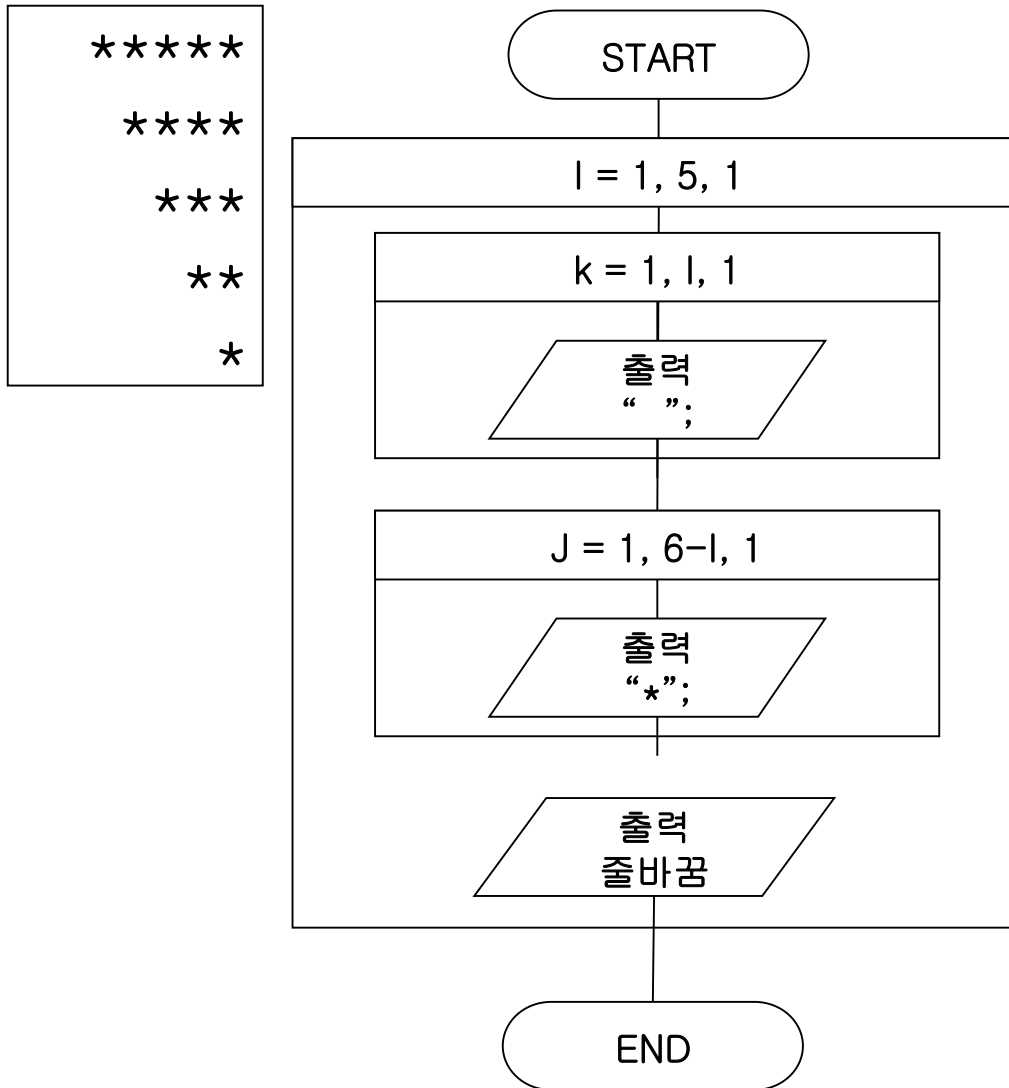 *****
****
***
**
*
START
I = 1, 5, 1
k = 1, I, 1
출력
“ ”;
J = 1, 6-I, 1
출력
“*”;
출력
줄바꿈
END